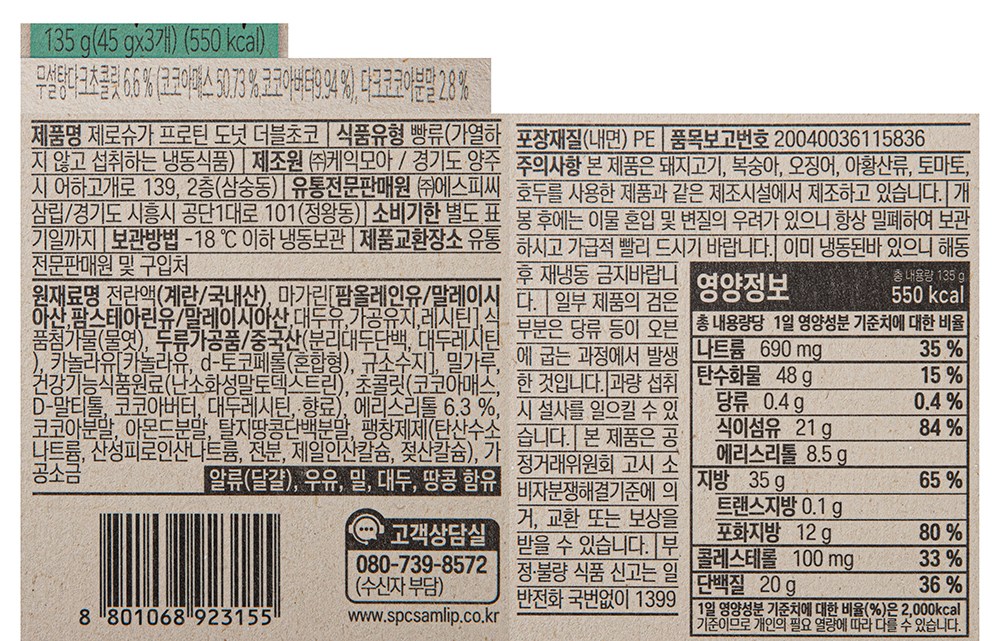 135 g(45 gx3개) (550 kcal)
무설탕다크초콜릿 6.6 % (코코아매스 50.73 %, 코코아버터 9.94 %), 다크코코아분말 2.8 %
제품명 제로슈가 프로틴 도넛 더블초코 | 식품유형 빵류(가열하
지 않고 섭취하는 냉동식품) | 제조원 ㈜케익모아 / 경기도 양주
시 어하고개로 139, 2층(삼숭동) | 유통전문판매원 ㈜에스피씨
삼립/경기도 시흥시 공단1대로 101(정왕동) | 소비기한 별도 표
기일까지 | 보관방법 -18 ℃ 이하 냉동보관 | 제품교환장소 유통
전문판매원 및 구입처
원재료명 전란액(계란/국내산), 마가린[팜올레인유/말레이시
아산, 팜스테아린유/말레이시아산, 대두유, 가공유지, 레시틴], 식
품첨가물(물엿), 두류가공품/중국산(분리대두단백, 대두레시틴
), 카놀라유[카놀라유, d-토코페롤(혼합형), 규소수지], 밀가루,
건강기능식품원료(난소화성말토덱스트린), 초콜릿(코코아매스,
D-말티톨, 코코아버터, 대두레시틴, 향료), 에리스리톨 6.3 %,
코코아분말, 아몬드분말, 탈지땅콩단백분말, 팽창제제(탄산수소
나트륨, 산성피로인산나트륨, 전분, 제일인산칼슘, 젖산칼슘), 가
공소금
알류(달걀), 우유, 밀, 대두, 땅콩 함유
8 801068 923155
고객상담실
080-739-8572
(수신자 부담)
www.spcsamlip.co.kr
포장재질(내면) PE | 품목보고번호 20040036115836
주의사항 본 제품은 돼지고기, 복숭아, 오징어, 아황산류, 토마토,
호두를 사용한 제품과 같은 제조시설에서 제조하고 있습니다. | 개
봉 후에는 이물 혼입 및 변질의 우려가 있으니 항상 밀폐하여 보관
하시고 가급적 빨리 드시기 바랍니다. | 이미 냉동된바 있으니 해동
후 재냉동 금지바랍니
다. | 일부 제품의 검은
부분은 당류 등이 오븐
에 굽는 과정에서 발생
한 것입니다. | 과량 섭취
시 설사를 일으킬 수 있
습니다. | 본 제품은 공
정거래위원회 고시 소
비자분쟁해결기준에 의
거, 교환 또는 보상을
받을 수 있습니다. | 부
정·불량 식품 신고는 일
반전화 국번없이 1399
영양정보 총 내용량 135 g
550 kcal
총 내용량당 1일 영양성분 기준치에 대한 비율
나트륨 690 mg 35 %
탄수화물 48 g 15 %
당류 0.4 g 0.4 %
식이섬유 21 g 84 %
에리스리톨 8.5 g
지방 35 g 65 %
트랜스지방 0.1 g
포화지방 12 g 80 %
콜레스테롤 100 mg 33 %
단백질 20 g 36 %
1일 영양성분 기준치에 대한 비율(%)은 2,000kcal
기준이므로 개인의 필요 열량에 따라 다를 수 있습니다.